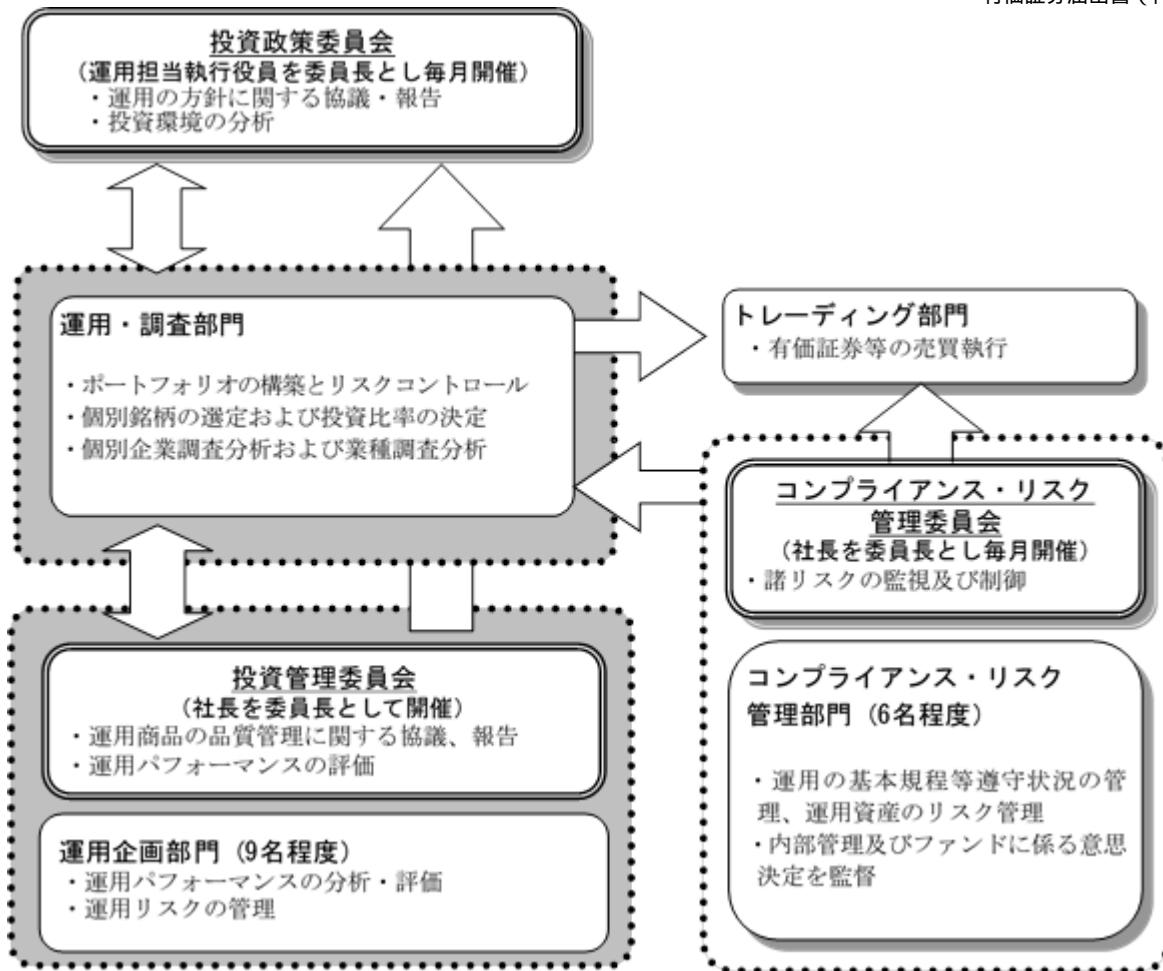 投資政策委員会
(運用担当執行役員を委員長とし毎月開催)
・運用の方針に関する協議・報告
・投資環境の分析
運用・調査部門
・ポートフォリオの構築とリスクコントロール
・個別銘柄の選定および投資比率の決定
・個別企業調査分析および業種調査分析
トレーディング部門
・有価証券等の売買執行
コンプライアンス・リスク
管理委員会
(社長を委員長とし毎月開催)
・諸リスクの監視及び制御
投資管理委員会
(社長を委員長として開催)
・運用商品の品質管理に関する協議、報告
・運用パフォーマンスの評価
運用企画部門(9名程度)
・運用パフォーマンスの分析・評価
・運用リスクの管理
コンプライアンス・リスク
管理部門(6名程度)
・運用の基本規程等遵守状況の管
理、運用資産のリスク管理
・内部管理及びファンドに係る意思
決定を監督